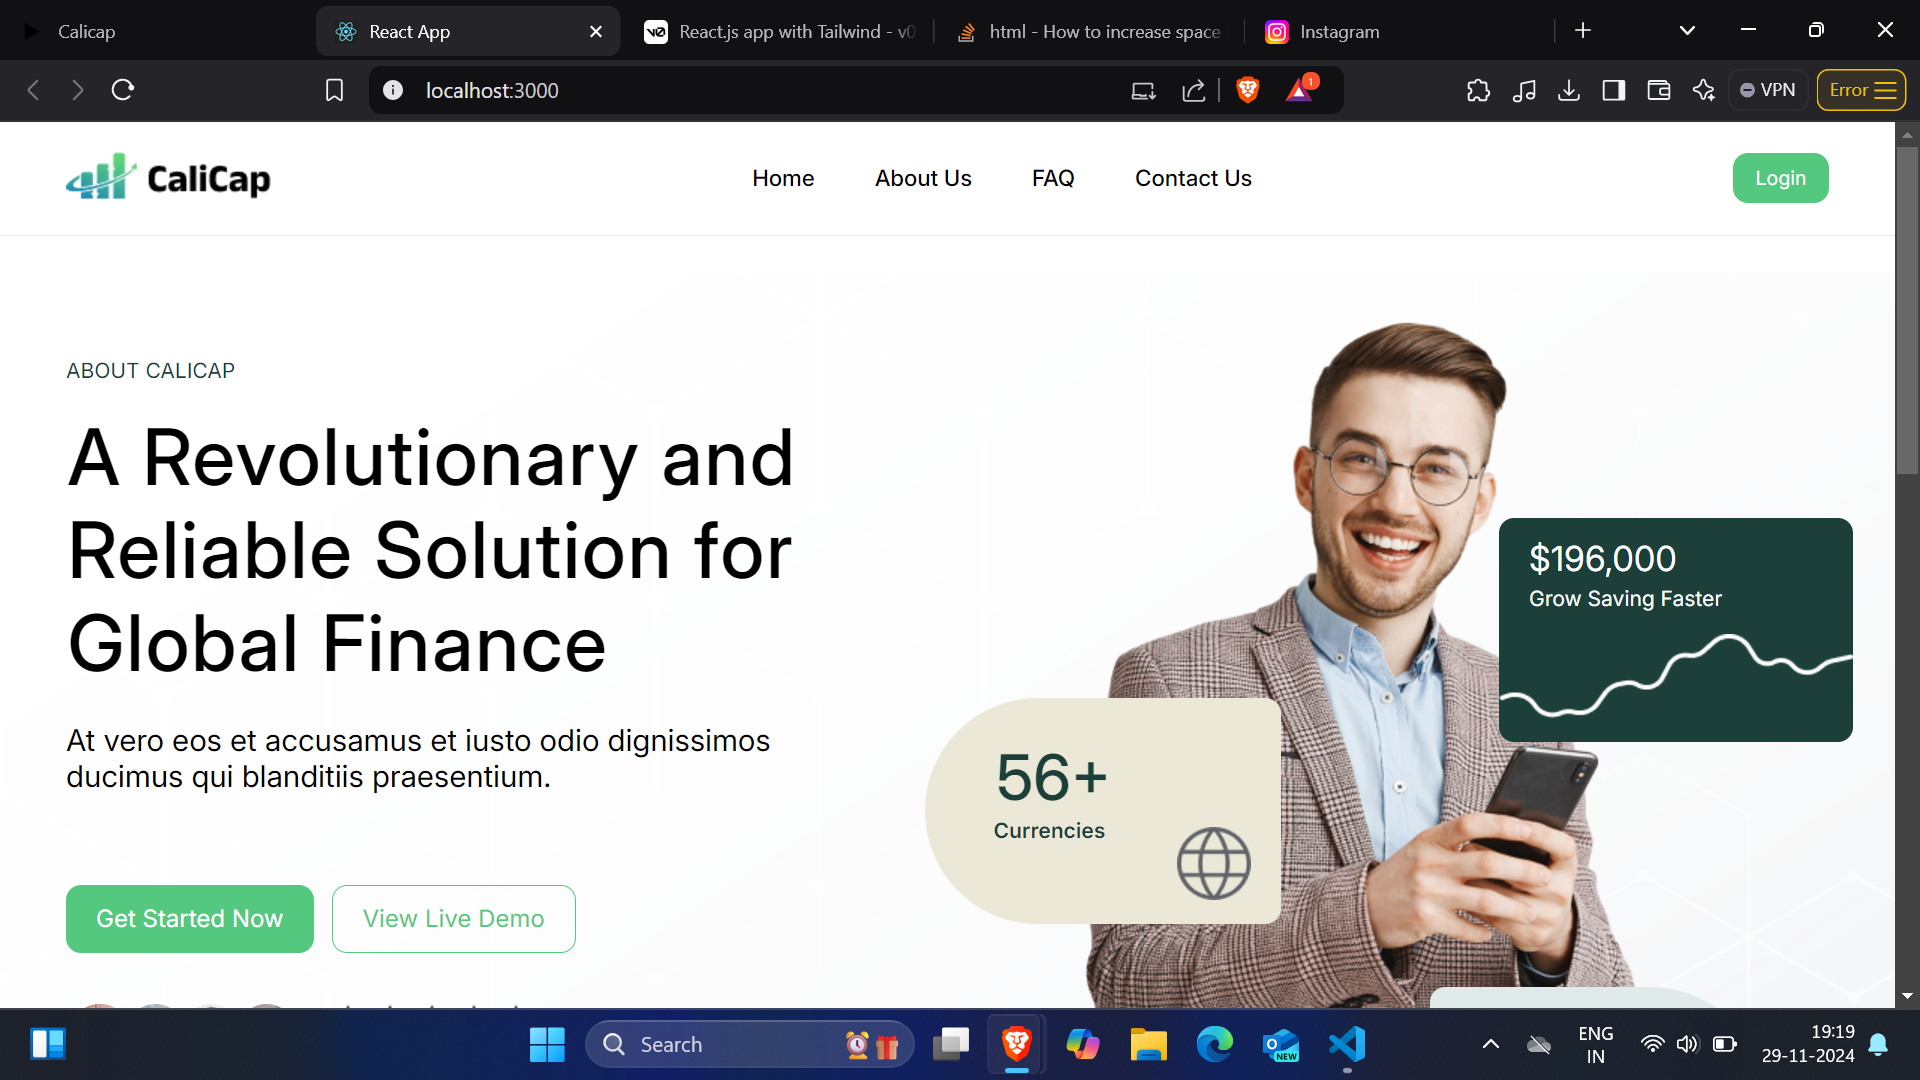 Calicap
React App
React.js app with Tailwind - v0
html - How to increase space
Instagram
localhost:3000
1
VPN
Error
CaliCap
Home
About Us
FAQ
Contact Us
Login
ABOUT CALICAP
A Revolutionary and
Reliable Solution for
Global Finance
At vero eos et accusamus et iusto odio dignissimos
ducimus qui blanditiis praesentium.
Get Started Now
View Live Demo
$196,000
Grow Saving Faster
56+
Currencies
Search
NEW
ENG
IN
19:19
29-11-2024